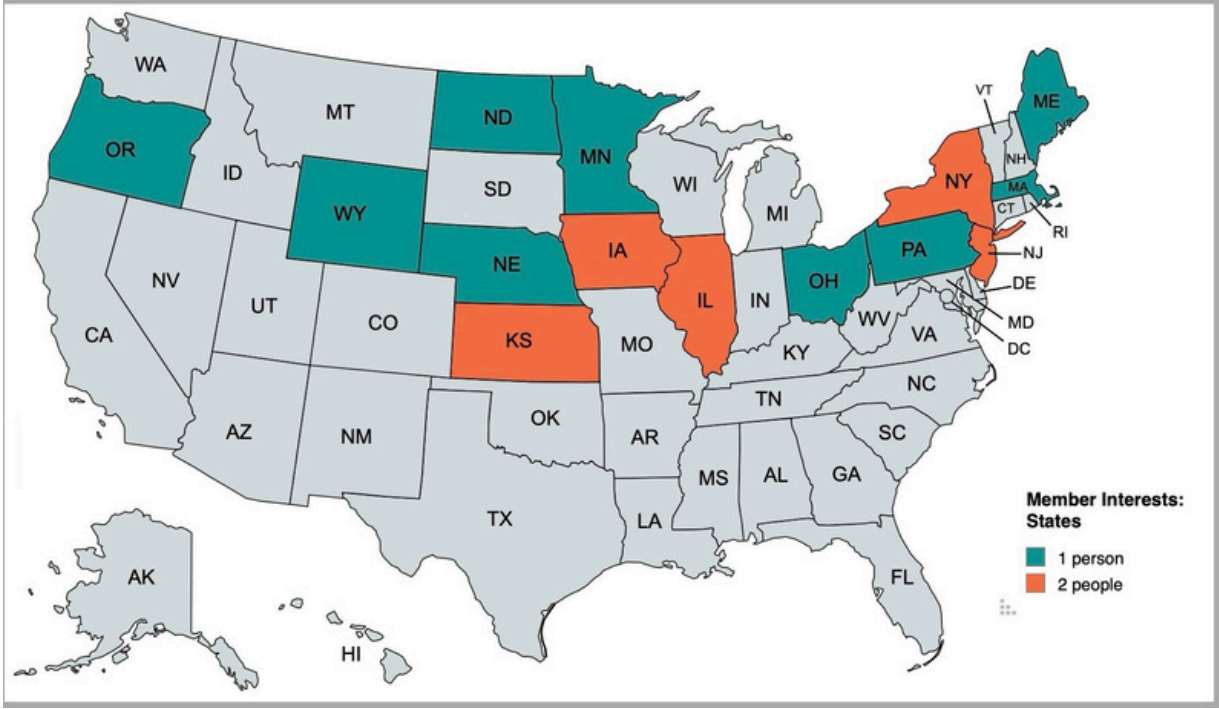 WA
MT
ND
MN
OR
ID
WY
SD
WI
MI
VT
ME
NH
NY
MA
CT
RI
NV
UT
CO
NE
IA
IL
IN
OH
PA
NJ
DE
MD
DC
CA
KS
MO
KY
WV
VA
AZ
NM
OK
AR
TN
NC
SC
MS
AL
GA
TX
LA
FL
AK
HI
Member Interests:
States
1 person
2 people